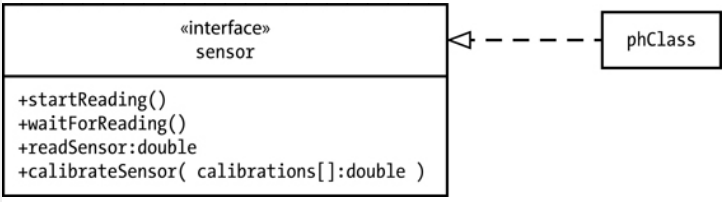 «interface»
sensor
+startReading()
+waitForReading()
+readSensor:double
+calibrateSensor( calibrations[]:double )
phClass